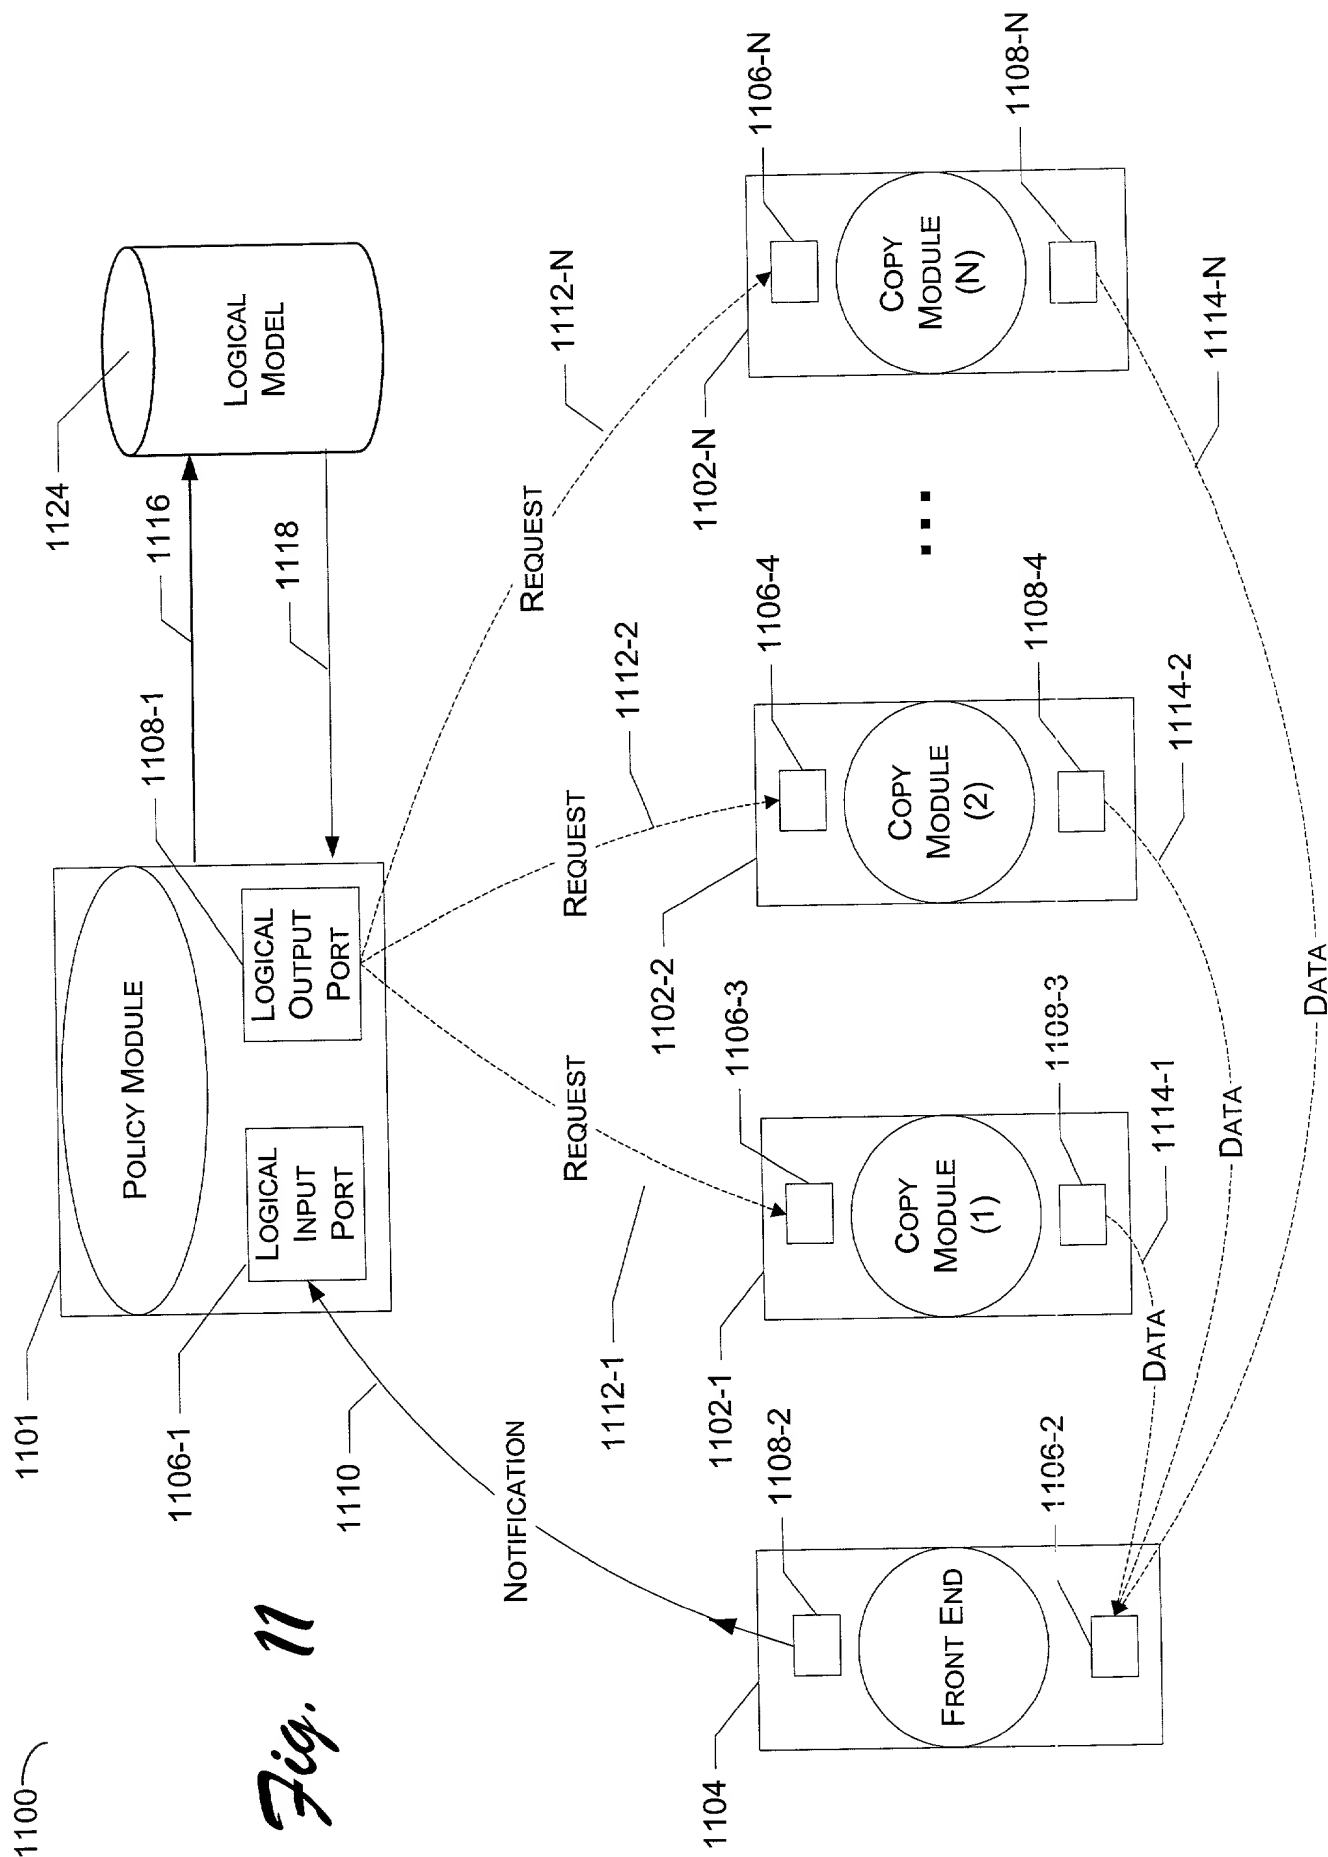 1100
Fig. 11
1101
1106-1
1110
POLICY MODULE
LOGICAL
INPUT
PORT
LOGICAL
OUTPUT
PORT
1108-1
1116
1118
1124
LOGICAL
MODEL
NOTIFICATION
REQUEST
1112-1
REQUEST
1112-2
REQUEST
1112-N
1104
1108-2
FRONT END
1106-2
1102-1
1106-3
COPY
MODULE
(1)
1108-3
1102-2
1106-4
COPY
MODULE
(2)
1108-4
...
1102-N
1106-N
COPY
MODULE
(N)
1108-N
DATA
1114-1
DATA
1114-2
DATA
1114-N